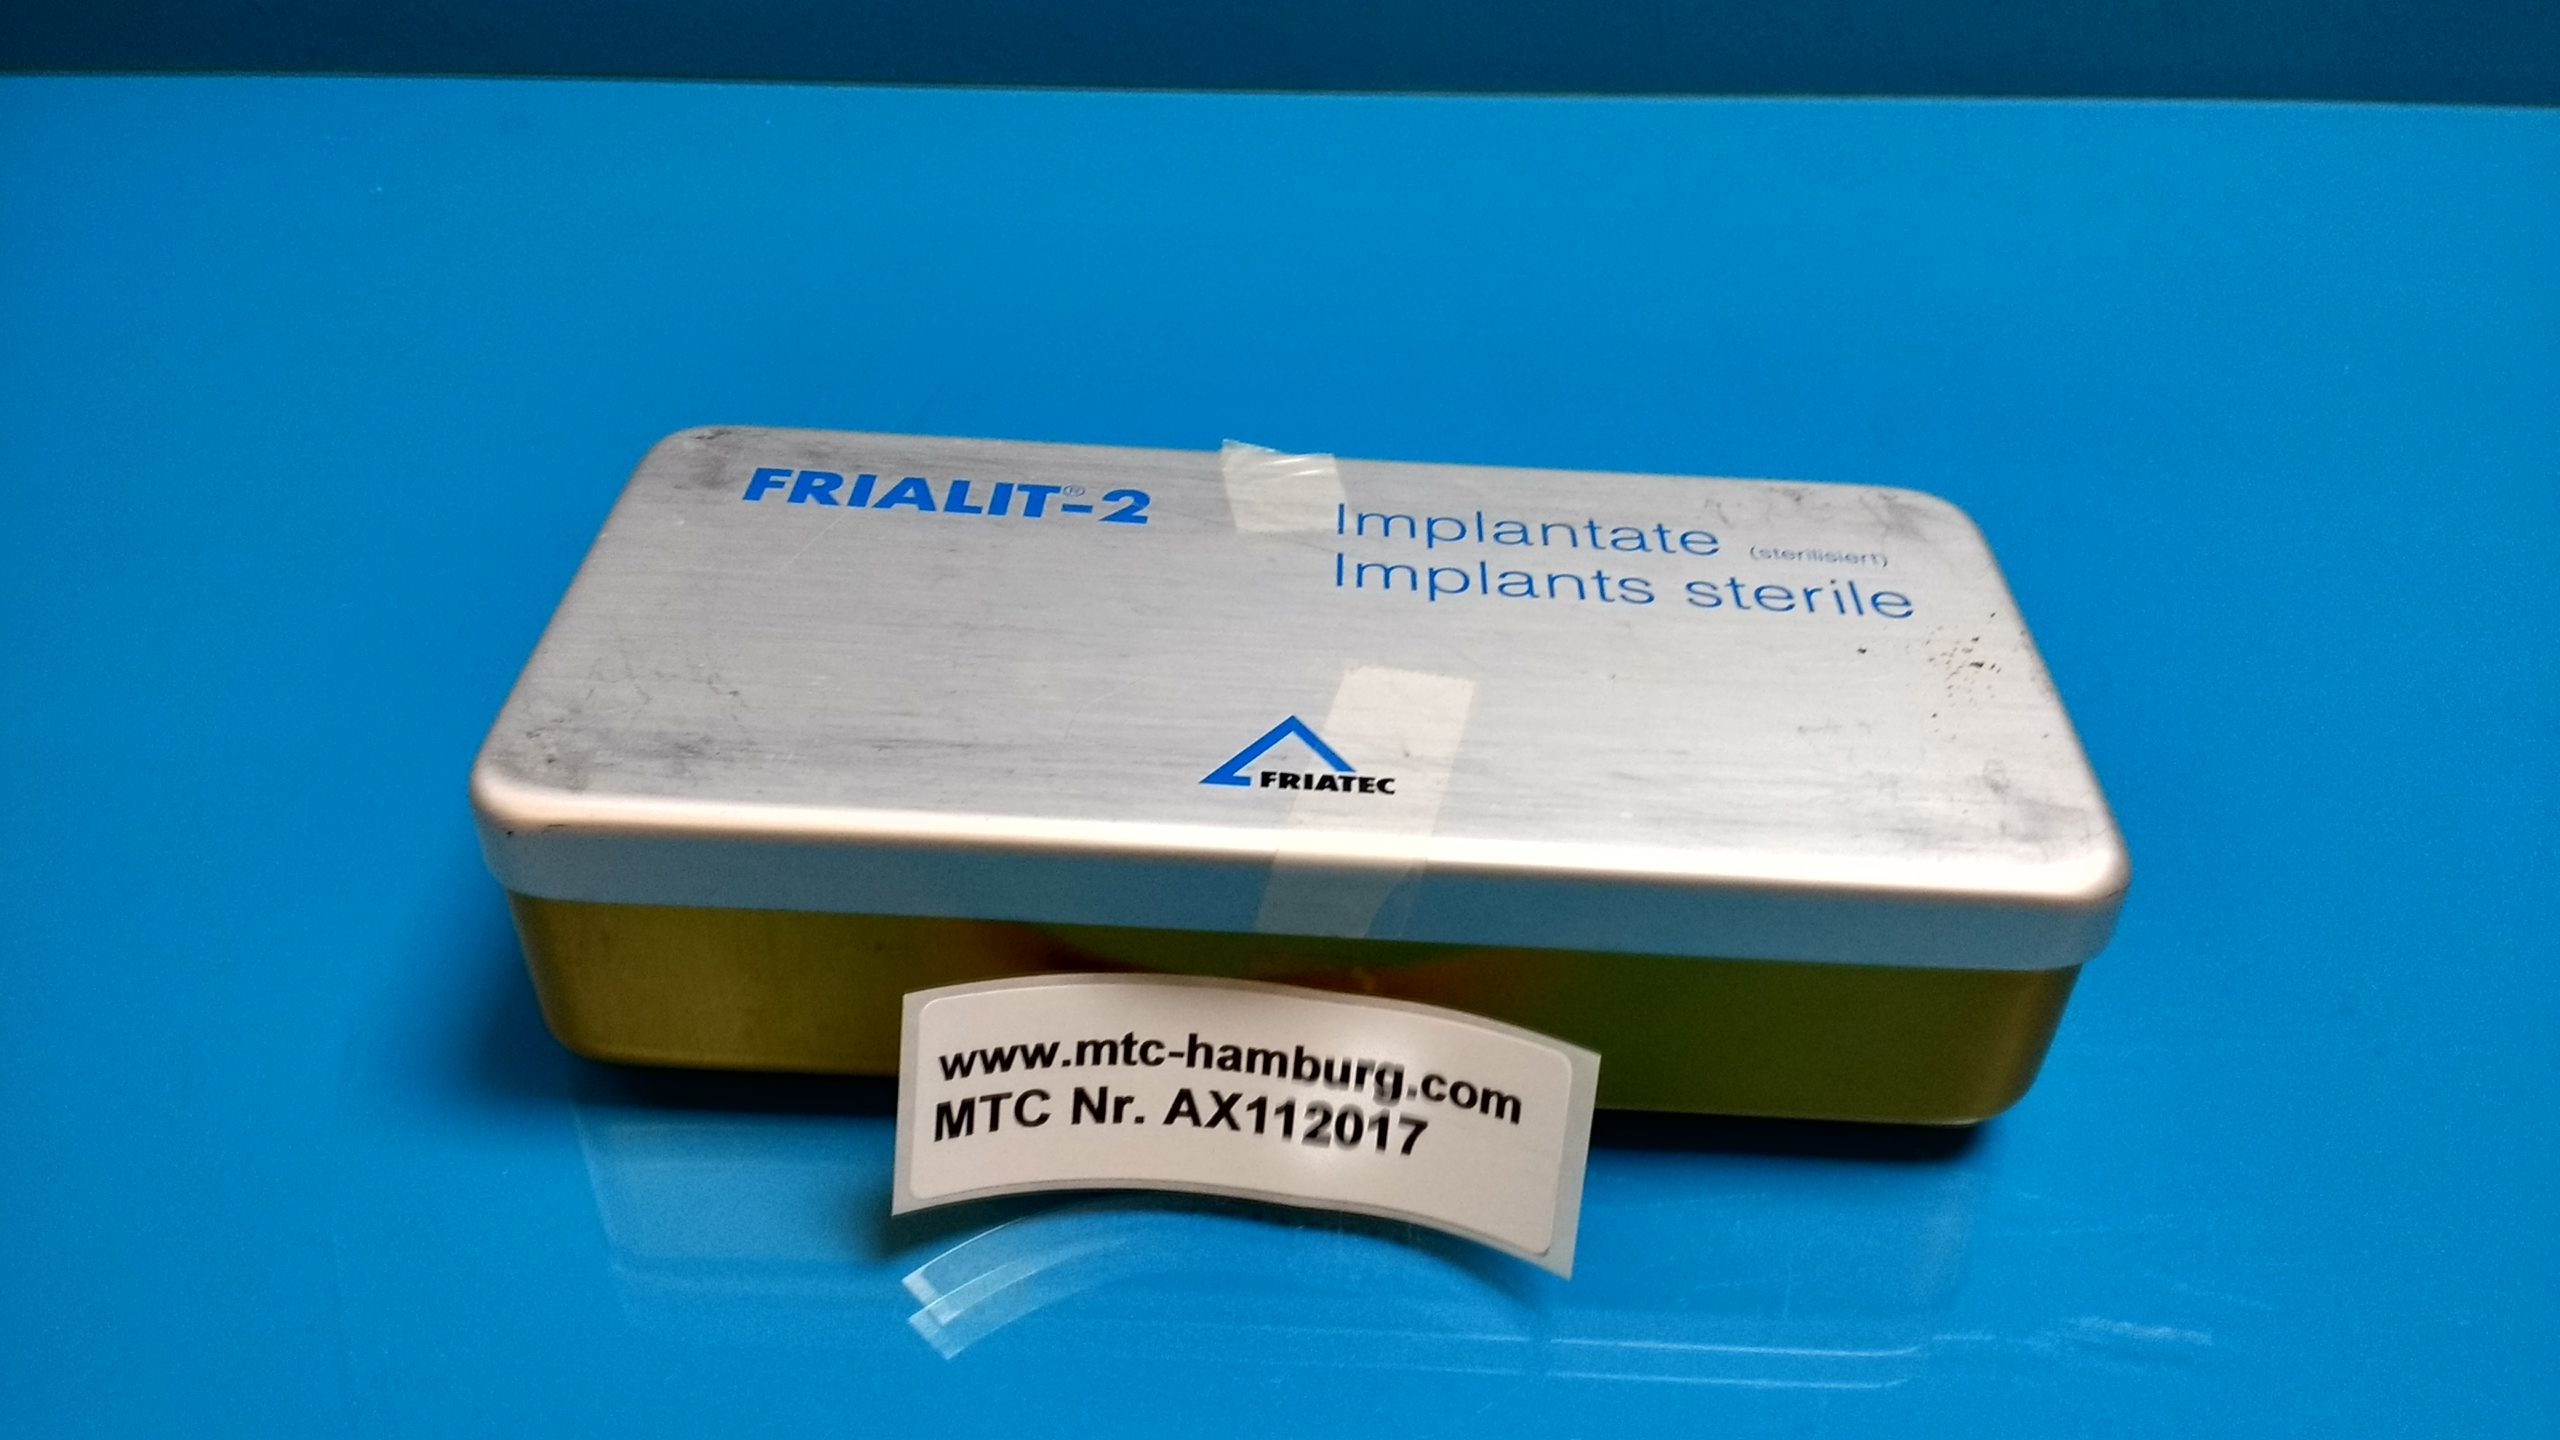 FRIALIT®-2
Implantate (sterilisiert)
Implants sterile
FRIATEC
www.mtc-hamburg.com
MTC Nr. AX112017